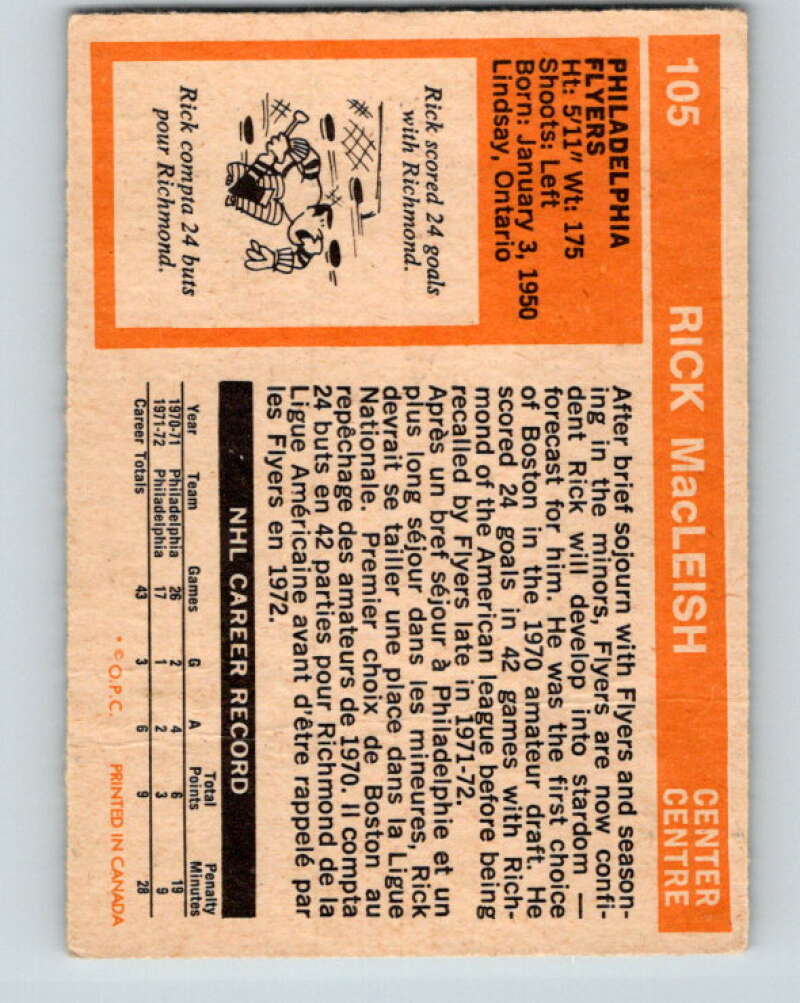 105 RICK MacLEISH CENTER
CENTRE
PHILADELPHIA
FLYERS
Ht: 5'11" Wt: 175
Shoots: Left
Born: January 3, 1950
Lindsay, Ontario
Rick scored 24 goals
with Richmond.
Rick compta 24 buts
pour Richmond.
After brief sojourn with Flyers and season-
ing in the minors, Flyers are now confi-
dent Rick will develop into stardom —
forecast for him. He was the first choice
of Boston in the 1970 amateur draft. He
scored 24 goals in 42 games with Rich-
mond of the American league before being
recalled by Flyers late in 1971-72.
Après un bref séjour à Philadelphie et un
plus long séjour dans les mineures, Rick
devrait se tailler une place dans la Ligue
Nationale. Premier choix de Boston au
repêchage des amateurs de 1970. Il compta
24 buts en 42 parties pour Richmond de la
Ligue Américaine avant d'être rappelé par
les Flyers en 1972.
NHL CAREER RECORD
Year Team Games G A Total Points Penalty Minutes
1970-71 Philadelphia 26 2 4 6 19
1971-72 Philadelphia 17 1 2 3 9
Career Totals 43 3 6 9 28
* © O.P.C. PRINTED IN CANADA